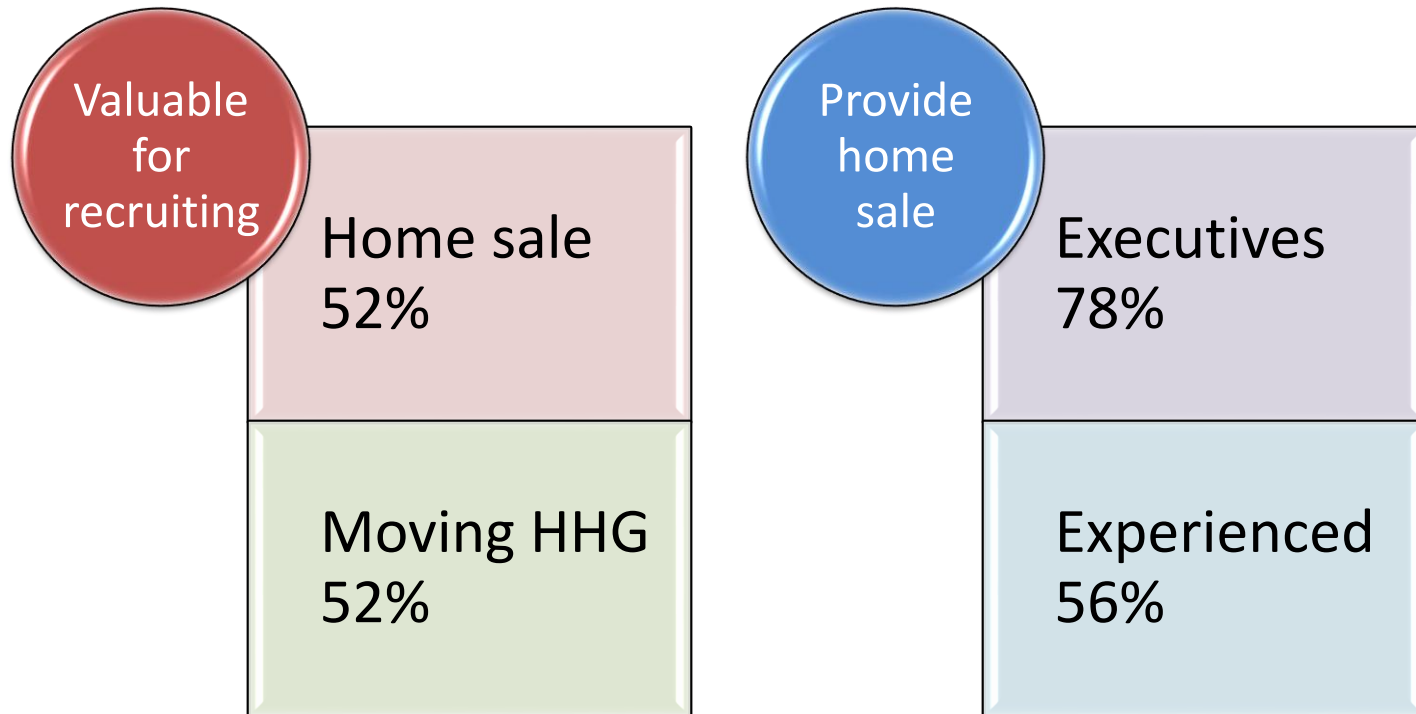 Valuable
for
recruiting
Home sale
52%
Moving HHG
52%
Provide
home
sale
Executives
78%
Experienced
56%